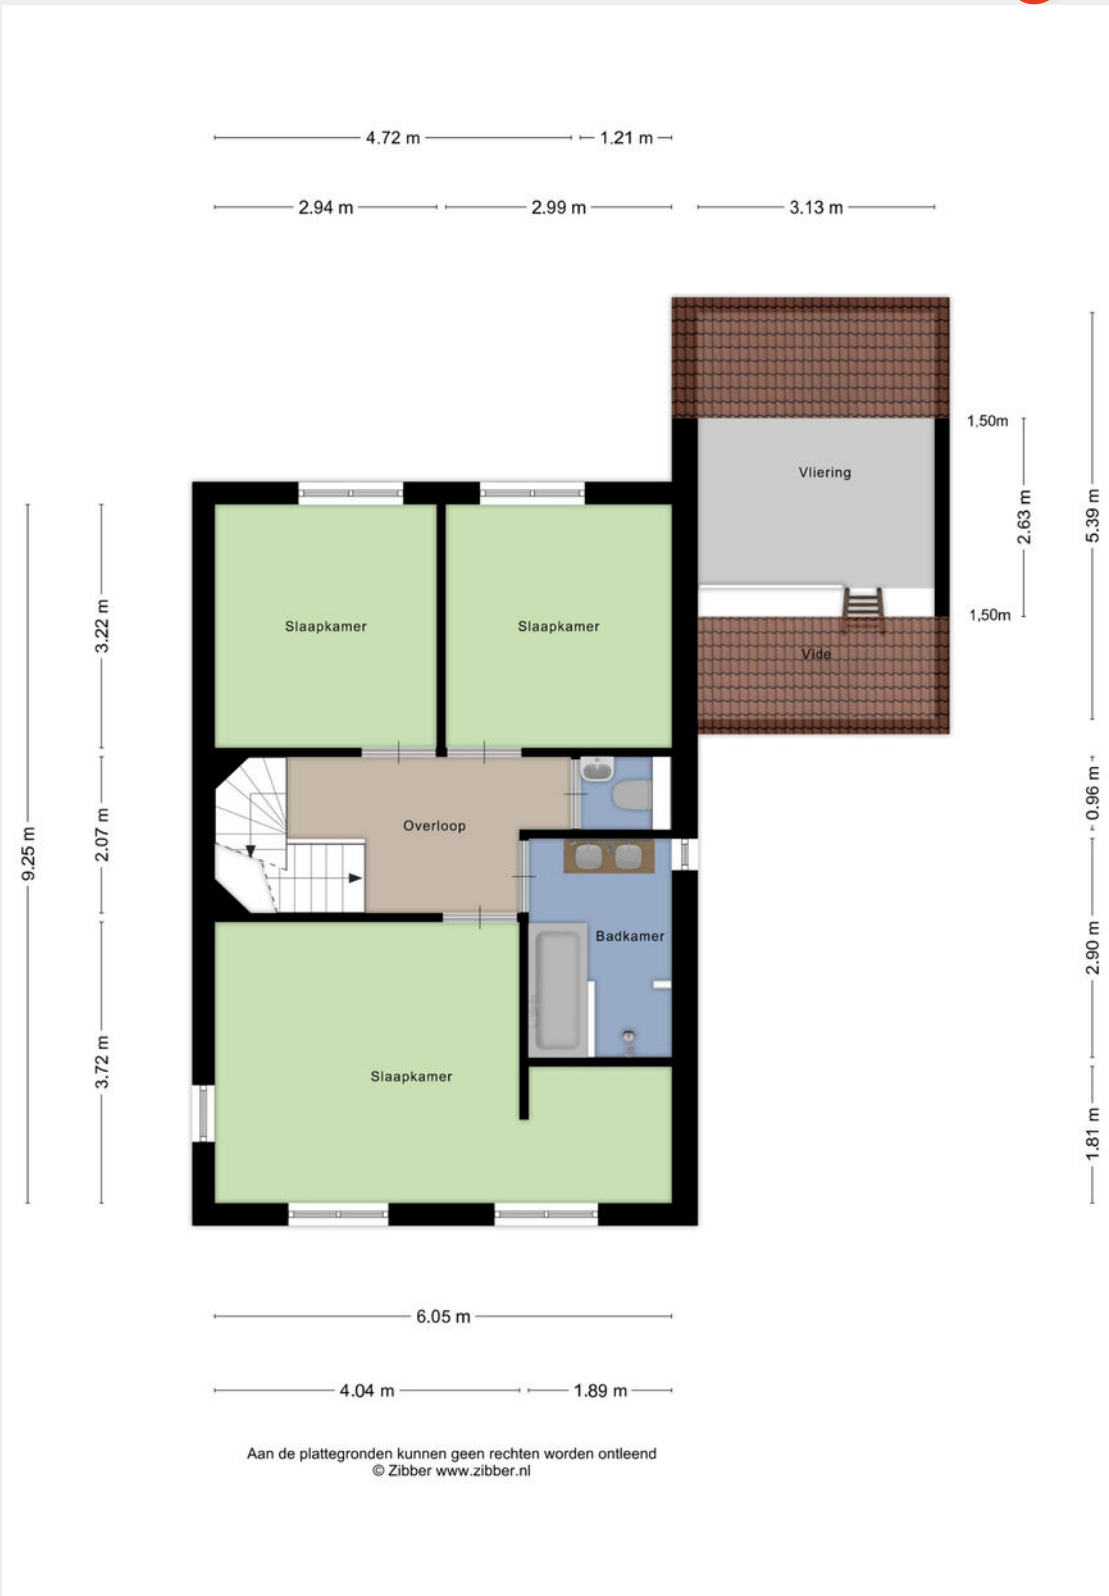 4.72 m
1.21 m
2.94 m
2.99 m
3.13 m
1,50m
Vliering
2.63 m
5.39 m
1,50m
Slaapkamer
Slaapkamer
3.22 m
Vide
0.96 m
Overloop
2.07 m
9.25 m
Badkamer
2.90 m
3.72 m
Slaapkamer
1.81 m
6.05 m
4.04 m
1.89 m
Aan de plattegronden kunnen geen rechten worden ontleend
© Zibber www.zibber.nl